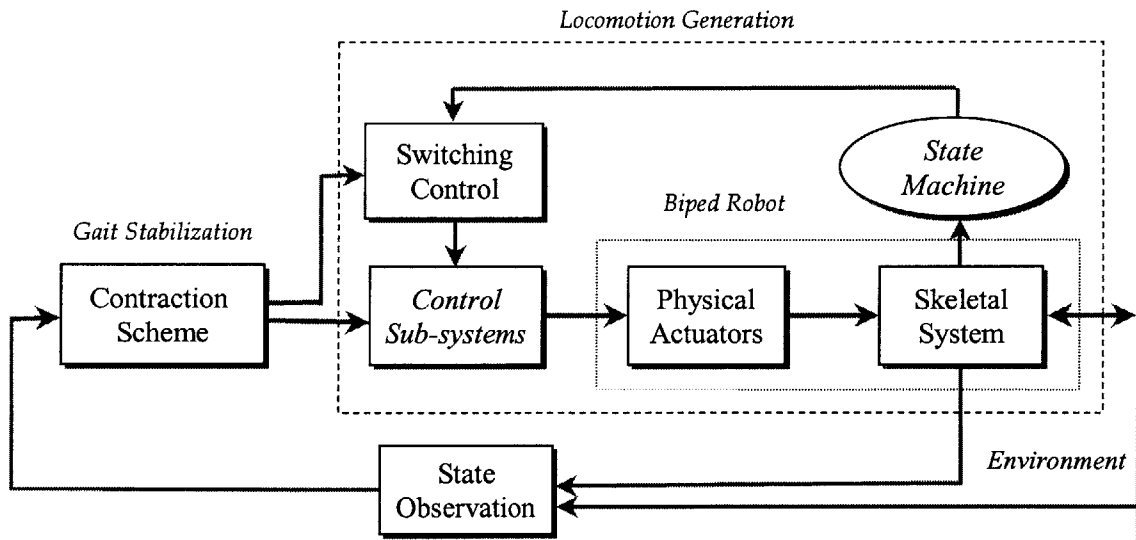 Locomotion Generation
Switching
Control
State
Machine
Biped Robot
Gait Stabilization
Contraction
Scheme
Control
Sub-systems
Physical
Actuators
Skeletal
System
State
Observation
Environment